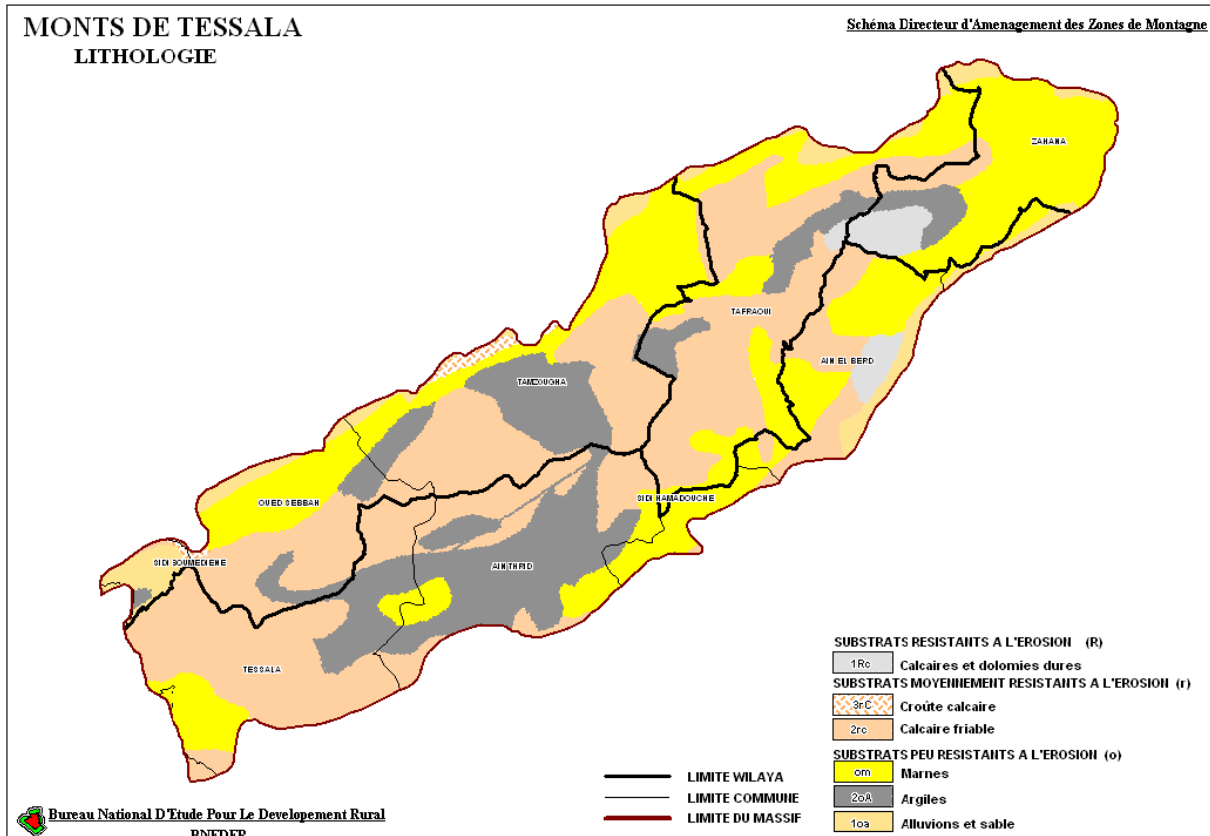 MONTS DE TESSALA
LITHOLOGIE
Schéma Directeur d'Amenagement des Zones de Montagne
ZAHANA
TAFRAOUI
AIN EL BERD
TAMZOUGHA
OUED SEBBAH
SIDI HAMADOUCHE
SIDI BOUMEDIENE
AIN THRID
TESSALA
SUBSTRATS RESISTANTS A L'EROSION (R)
1Rc Calcaires et dolomies dures
SUBSTRATS MOYENNEMENT RESISTANTS A L'EROSION (r)
3rC Croûte calcaire
2rc Calcaire friable
SUBSTRATS PEU RESISTANTS A L'EROSION (o)
om Marnes
2oA Argiles
1oa Alluvions et sable
LIMITE WILAYA
LIMITE COMMUNE
LIMITE DU MASSIF
Bureau National D'Etude Pour Le Developement Rural
BNEDER